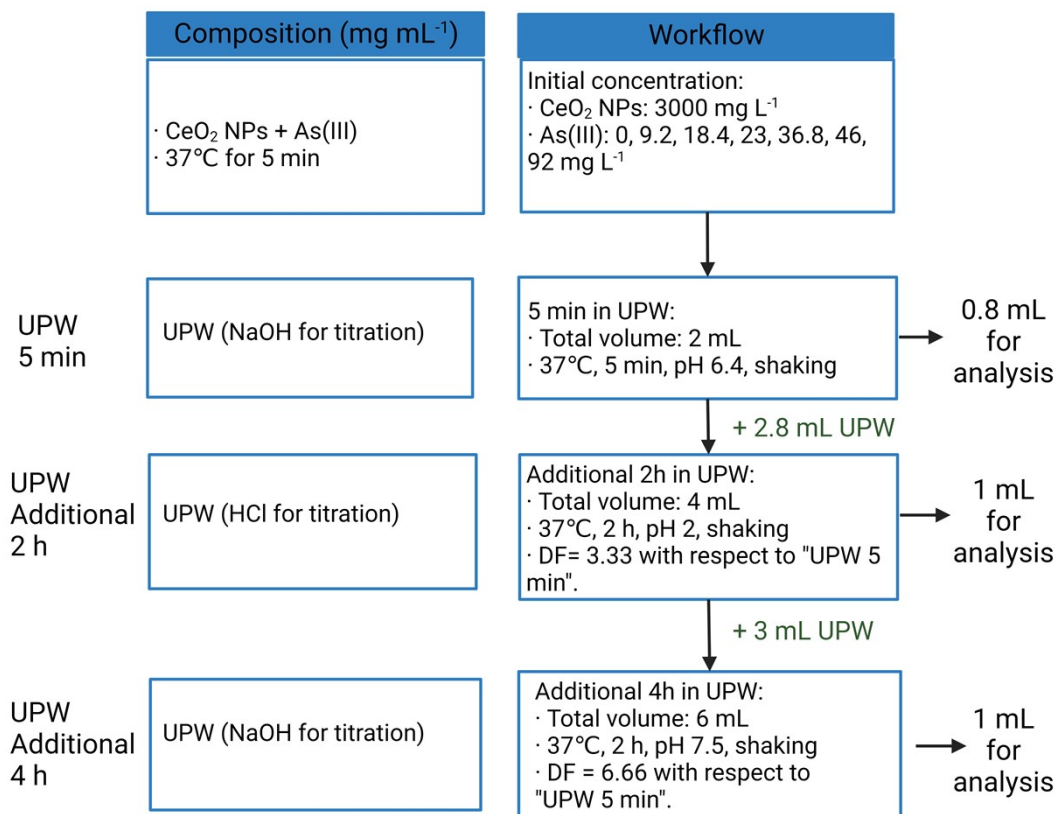 Composition (mg mL⁻¹)
Workflow
· CeO₂ NPs + As(III)
· 37℃ for 5 min
Initial concentration:
· CeO₂ NPs: 3000 mg L⁻¹
· As(III): 0, 9.2, 18.4, 23, 36.8, 46,
92 mg L⁻¹
UPW
5 min
UPW (NaOH for titration)
5 min in UPW:
· Total volume: 2 mL
· 37℃, 5 min, pH 6.4, shaking
0.8 mL
for
analysis
+ 2.8 mL UPW
UPW
Additional
2 h
UPW (HCl for titration)
Additional 2h in UPW:
· Total volume: 4 mL
· 37℃, 2 h, pH 2, shaking
· DF= 3.33 with respect to "UPW 5
min".
1 mL
for
analysis
+ 3 mL UPW
UPW
Additional
4 h
UPW (NaOH for titration)
Additional 4h in UPW:
· Total volume: 6 mL
· 37℃, 2 h, pH 7.5, shaking
· DF = 6.66 with respect to
"UPW 5 min".
1 mL
for
analysis